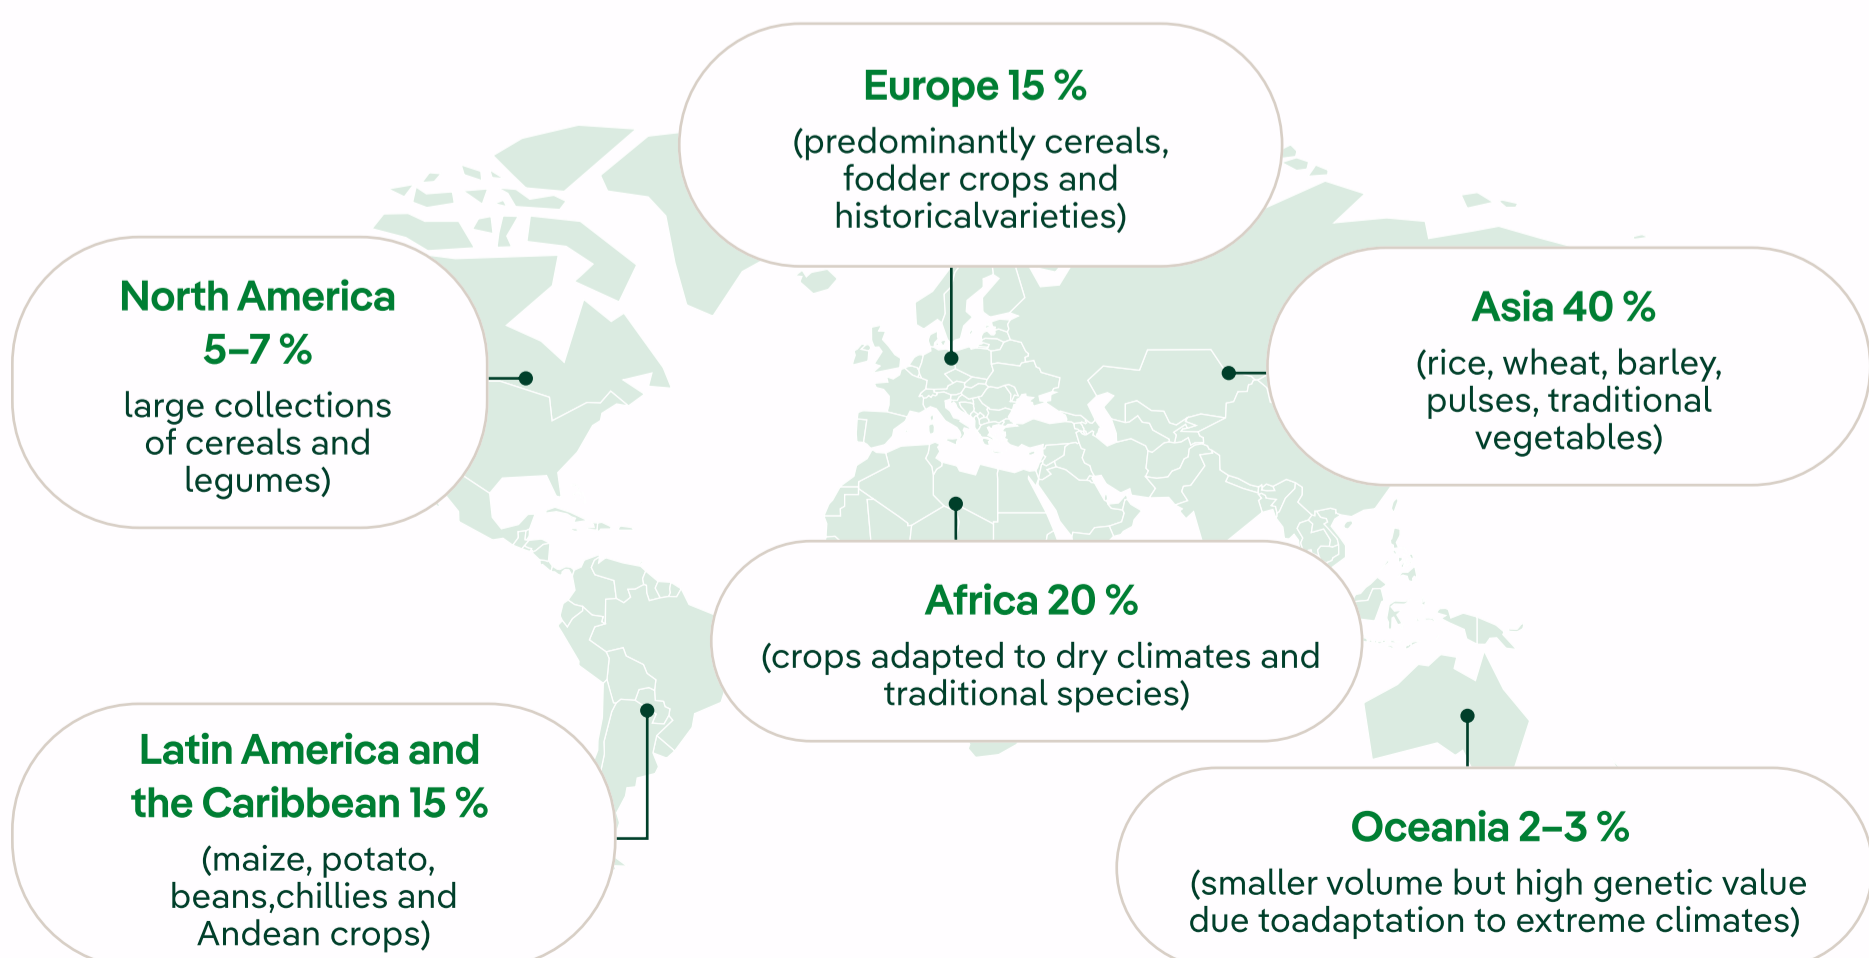 Europe 15 %
(predominantly cereals,
fodder crops and
historicalvarieties)
North America
5–7 %
large collections
of cereals and
legumes)
Asia 40 %
(rice, wheat, barley,
pulses, traditional
vegetables)
Africa 20 %
(crops adapted to dry climates and
traditional species)
Latin America and
the Caribbean 15 %
(maize, potato,
beans,chillies and
Andean crops)
Oceania 2–3 %
(smaller volume but high genetic value
due toadaptation to extreme climates)